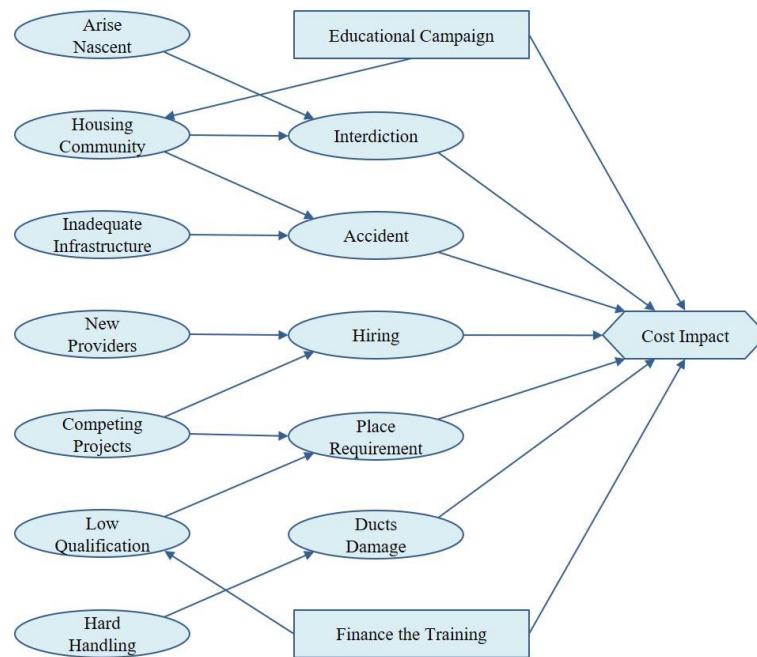 Arise
Nascent
Educational Campaign
Housing
Community
Interdiction
Inadequate
Infrastructure
Accident
New
Providers
Hiring
Cost Impact
Competing
Projects
Place
Requirement
Low
Qualification
Ducts
Damage
Hard
Handling
Finance the Training